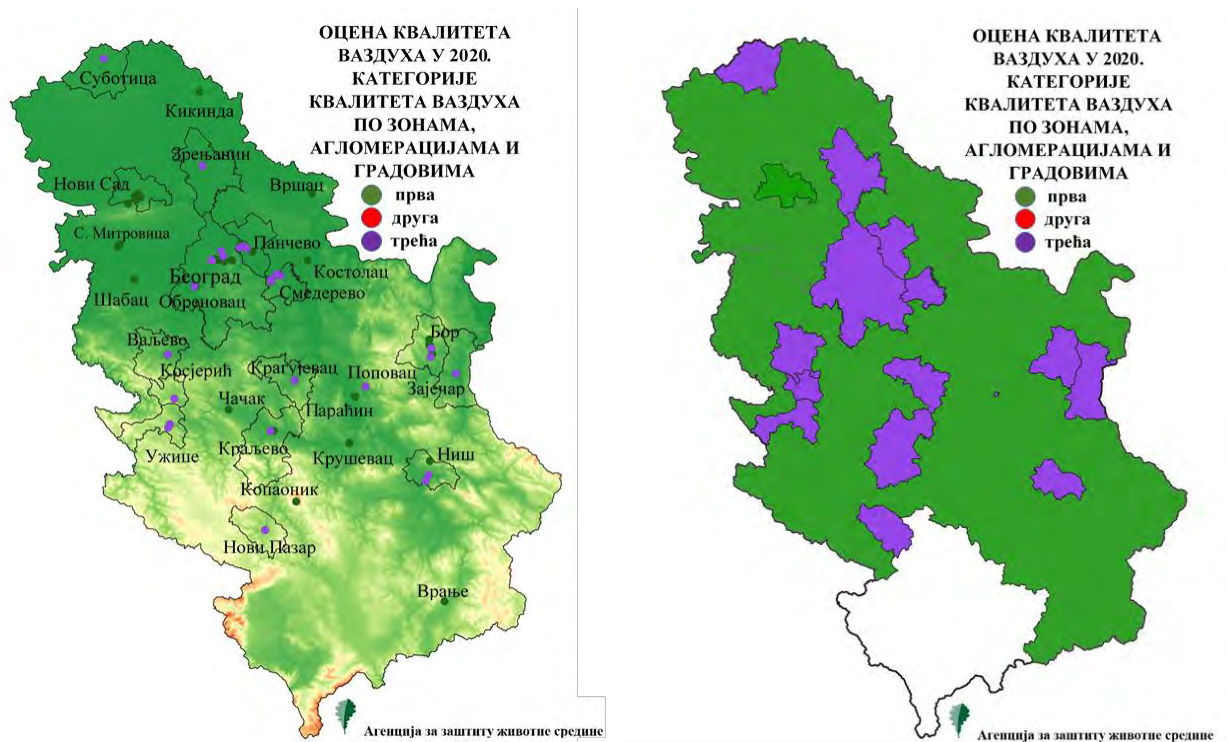 ОЦЕНА КВАЛИТЕТА
ВАЗДУХА У 2020.
КАТЕГОРИЈЕ
КВАЛИТЕТА ВАЗДУХА
ПО ЗОНАМА,
АГЛОМЕРАЦИЈАМА И
ГРАДОВИМА
прва
друга
трећа
Суботица
Кикинда
Зрењанин
Нови Сад
Вршац
С. Митровица
Панчево
Београд
Костолац
Шабац
Обреновац
Смедерево
Ваљево
Бор
Косјерић
Крагујевац
Поповац
Зајечар
Чачак
Параћин
Ужице
Краљево
Крушевац
Ниш
Копаоник
Нови Пазар
Врање
Агенција за заштиту животне средине
ОЦЕНА КВАЛИТЕТА
ВАЗДУХА У 2020.
КАТЕГОРИЈЕ
КВАЛИТЕТА ВАЗДУХА
ПО ЗОНАМА,
АГЛОМЕРАЦИЈАМА И
ГРАДОВИМА
прва
друга
трећа
Агенција за заштиту животне средине